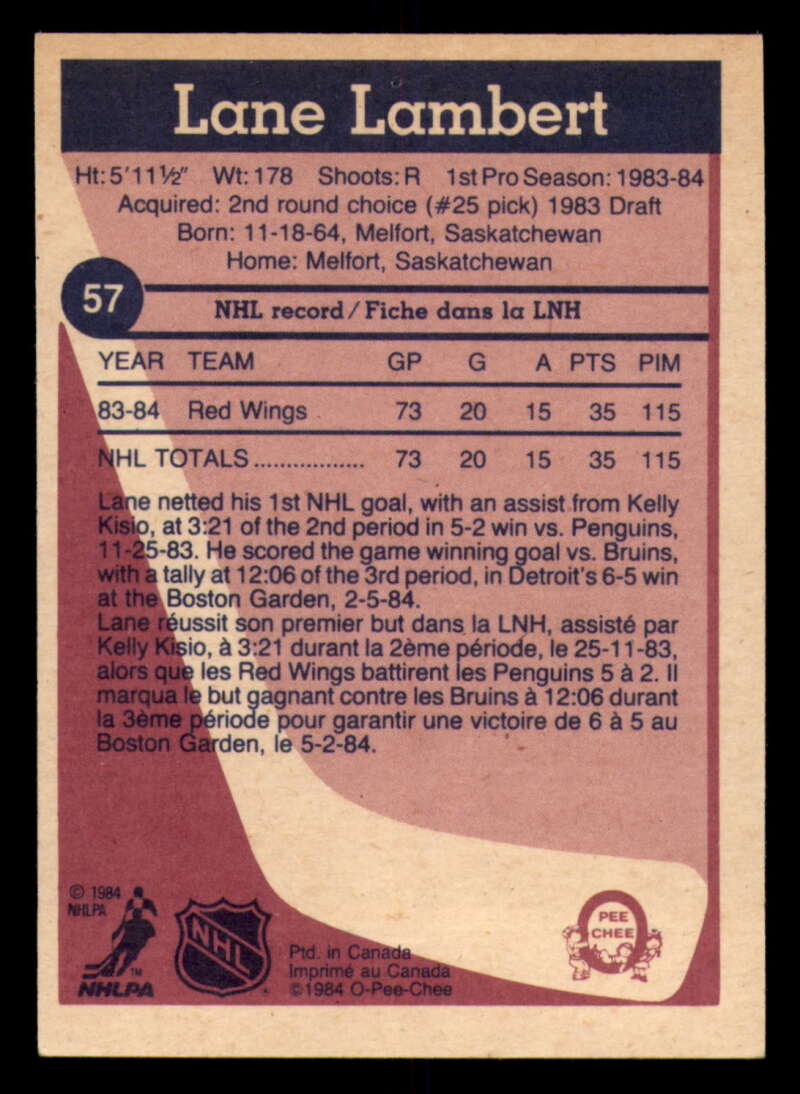 Lane Lambert
Ht: 5'11½" Wt: 178 Shoots: R 1st Pro Season: 1983-84
Acquired: 2nd round choice (#25 pick) 1983 Draft
Born: 11-18-64, Melfort, Saskatchewan
Home: Melfort, Saskatchewan
57
NHL record/Fiche dans la LNH
YEAR TEAM GP G A PTS PIM
83-84 Red Wings 73 20 15 35 115
NHL TOTALS ................. 73 20 15 35 115
Lane netted his 1st NHL goal, with an assist from Kelly
Kisio, at 3:21 of the 2nd period in 5-2 win vs. Penguins,
11-25-83. He scored the game winning goal vs. Bruins,
with a tally at 12:06 of the 3rd period, in Detroit's 6-5 win
at the Boston Garden, 2-5-84.
Lane réussit son premier but dans la LNH, assisté par
Kelly Kisio, à 3:21 durant la 2ème période, le 25-11-83,
alors que les Red Wings battirent les Penguins 5 à 2. Il
marqua le but gagnant contre les Bruins à 12:06 durant
la 3ème période pour garantir une victoire de 6 à 5 au
Boston Garden, le 5-2-84.
© 1984
NHLPA
TM
NHLPA
NHL
Ptd. in Canada
Imprimé au Canada
©1984 O-Pee-Chee
PEE
CHEE